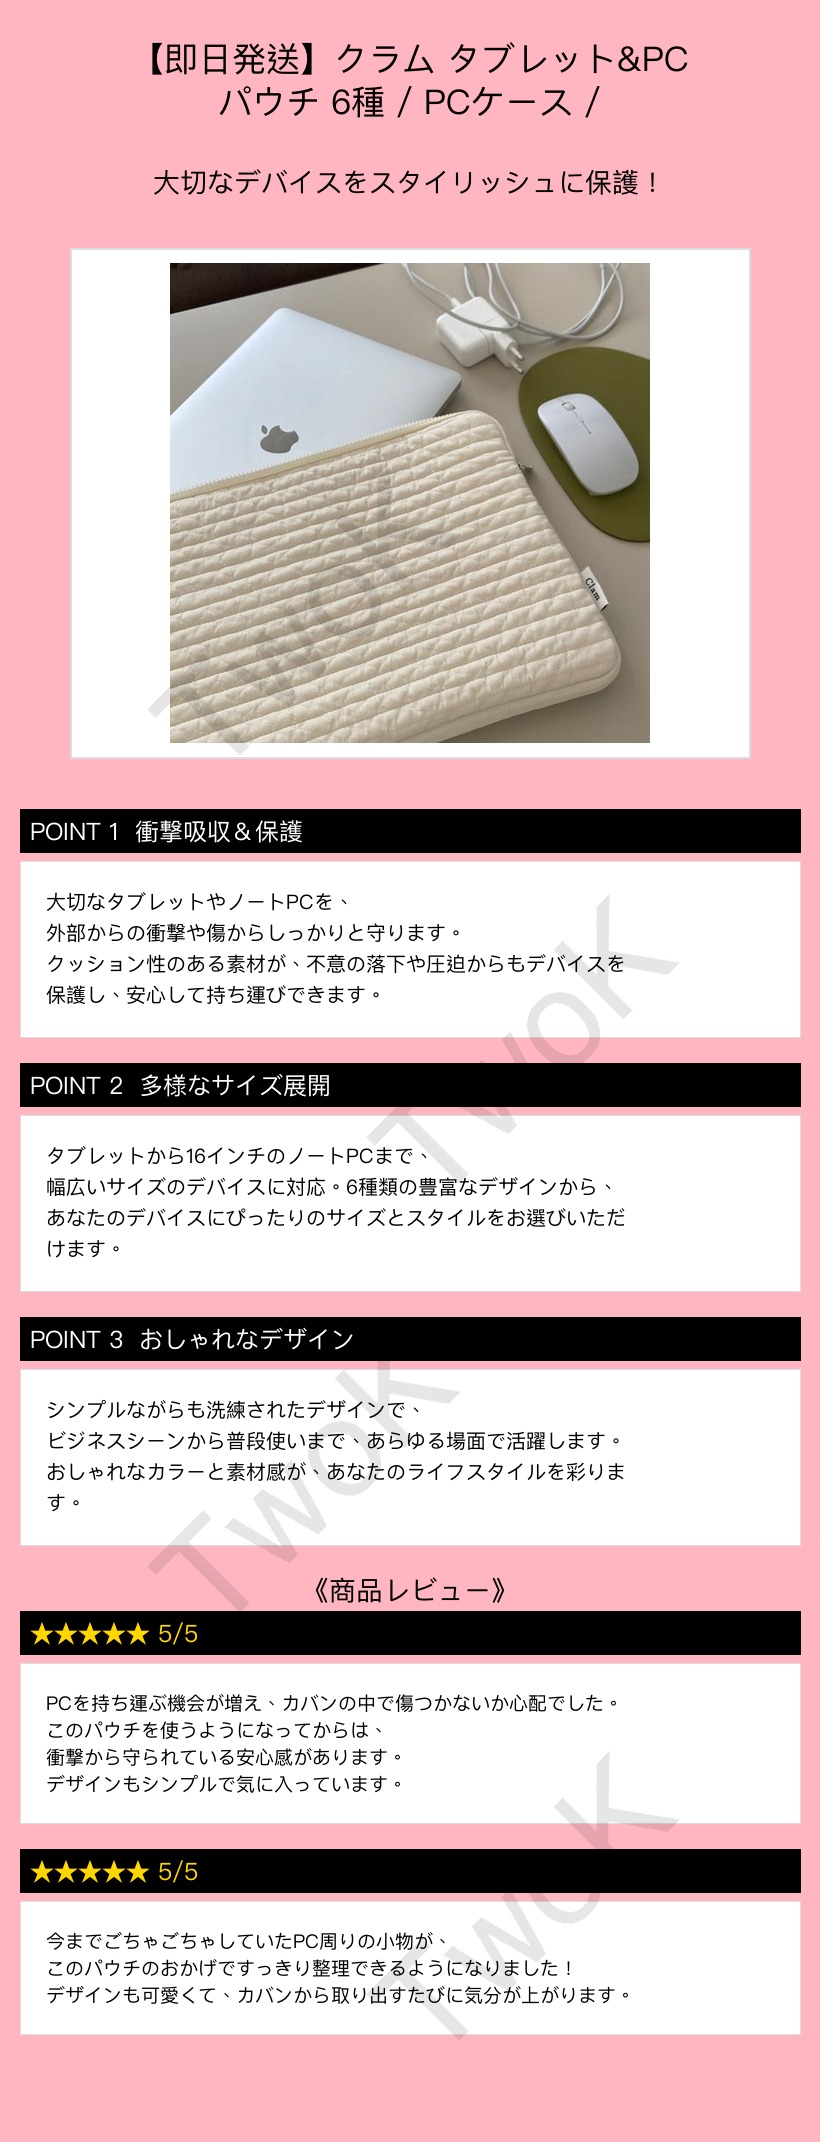 【即日発送】クラム タブレット&PC
パウチ 6種 / PCケース /
大切なデバイスをスタイリッシュに保護！
Clam
TwoK
POINT 1 衝撃吸収＆保護
大切なタブレットやノートPCを、
外部からの衝撃や傷からしっかりと守ります。
クッション性のある素材が、不意の落下や圧迫からもデバイスを
保護し、安心して持ち運びできます。
TwoK
POINT 2 多様なサイズ展開
タブレットから16インチのノートPCまで、
幅広いサイズのデバイスに対応。6種類の豊富なデザインから、
あなたのデバイスにぴったりのサイズとスタイルをお選びいただ
けます。
POINT 3 おしゃれなデザイン
シンプルながらも洗練されたデザインで、
ビジネスシーンから普段使いまで、あらゆる場面で活躍します。
おしゃれなカラーと素材感が、あなたのライフスタイルを彩りま
す。
TwoK
《商品レビュー》
★★★★★ 5/5
PCを持ち運ぶ機会が増え、カバンの中で傷つかないか心配でした。
このパウチを使うようになってからは、
衝撃から守られている安心感があります。
デザインもシンプルで気に入っています。
TwoK
★★★★★ 5/5
今までごちゃごちゃしていたPC周りの小物が、
このパウチのおかげですっきり整理できるようになりました！
デザインも可愛くて、カバンから取り出すたびに気分が上がります。